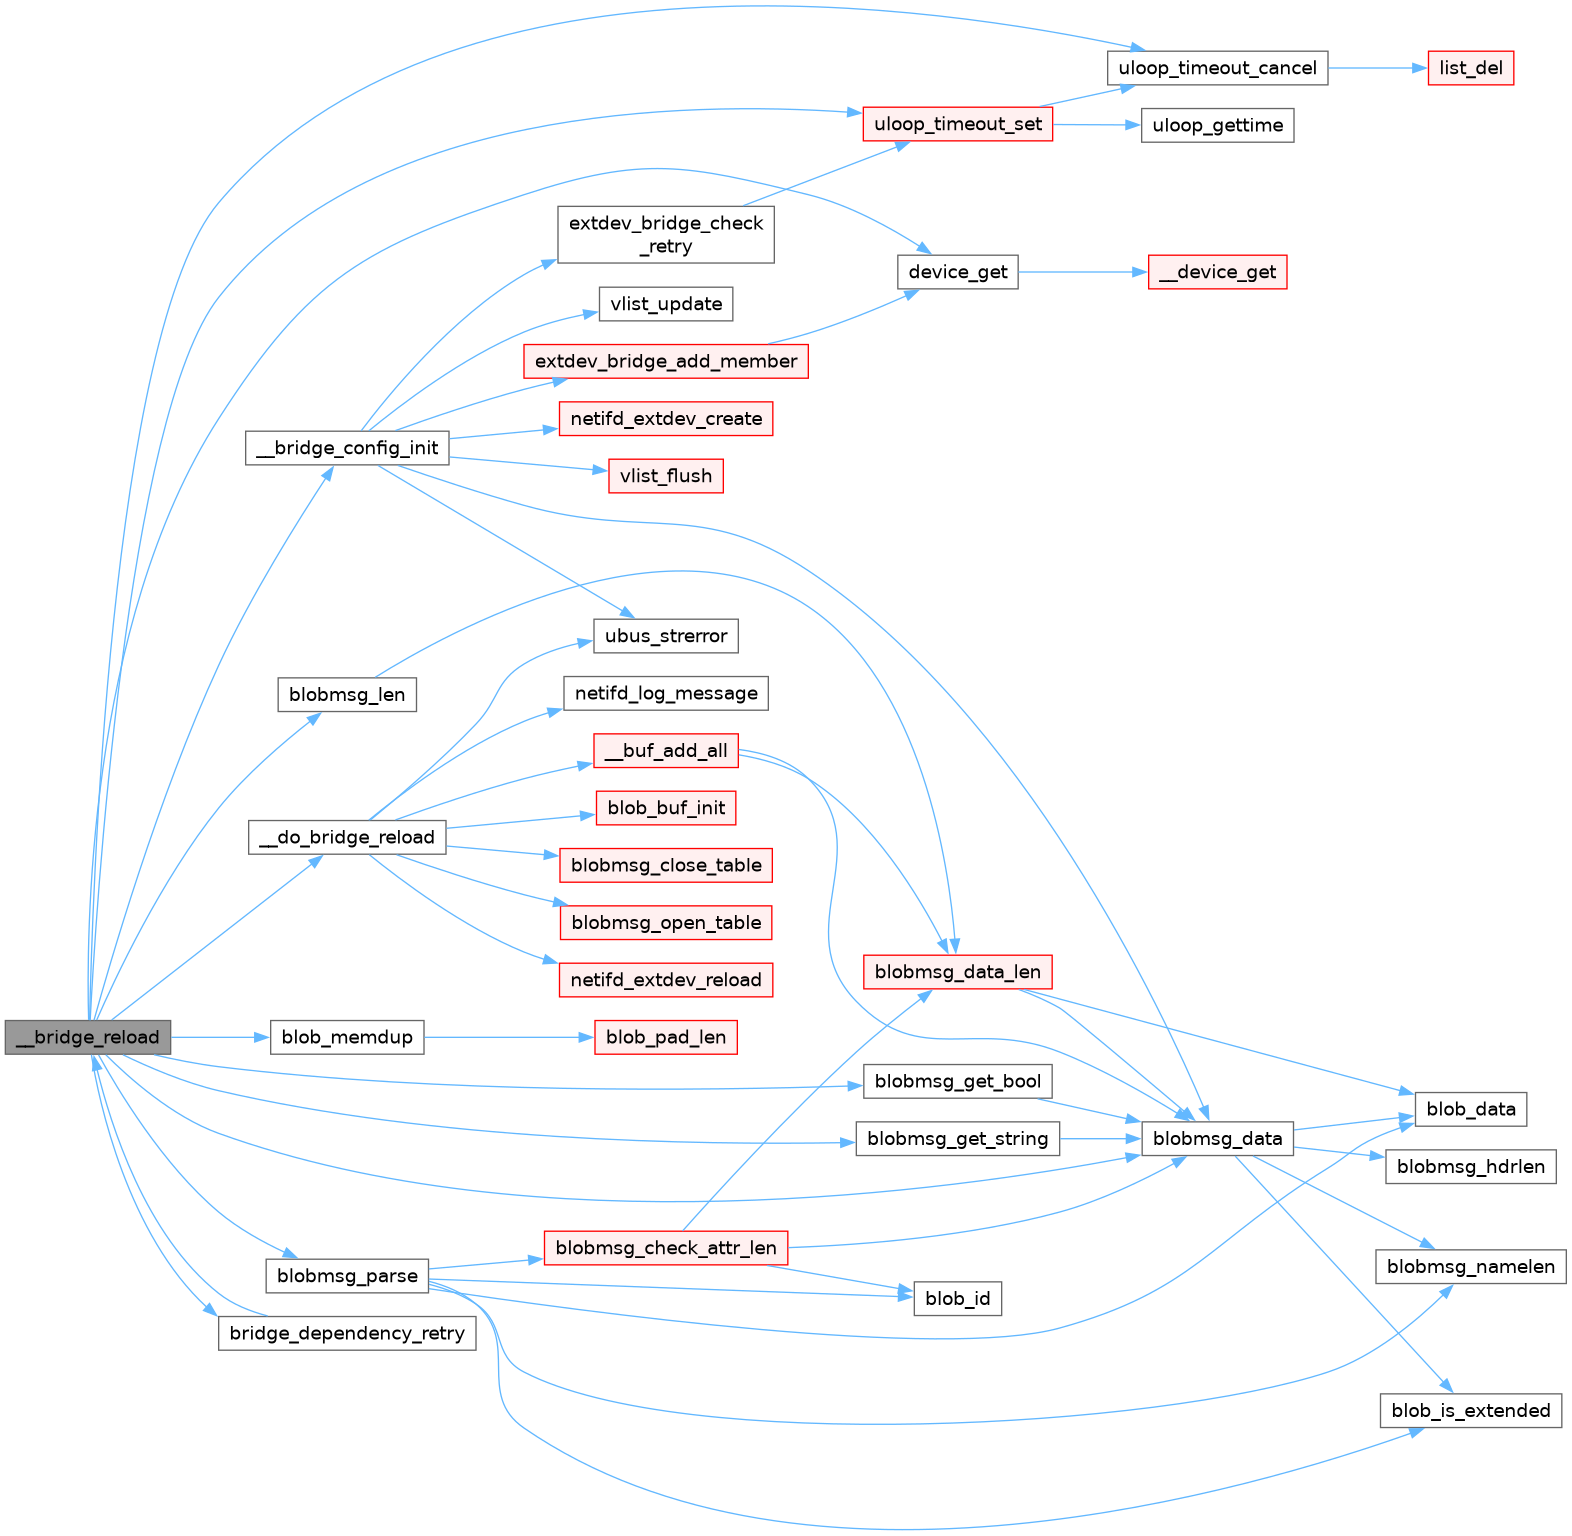 uloop_timeout_cancel
list_del
uloop_timeout_set
uloop_gettime
extdev_bridge_check
_retry
device_get
__device_get
vlist_update
extdev_bridge_add_member
netifd_extdev_create
__bridge_config_init
vlist_flush
ubus_strerror
blobmsg_len
netifd_log_message
__buf_add_all
blob_buf_init
__do_bridge_reload
blobmsg_close_table
blobmsg_open_table
blobmsg_data_len
netifd_extdev_reload
__bridge_reload
blob_memdup
blob_pad_len
blobmsg_get_bool
blob_data
blobmsg_get_string
blobmsg_data
blobmsg_hdrlen
blobmsg_check_attr_len
blobmsg_namelen
blobmsg_parse
blob_id
bridge_dependency_retry
blob_is_extended